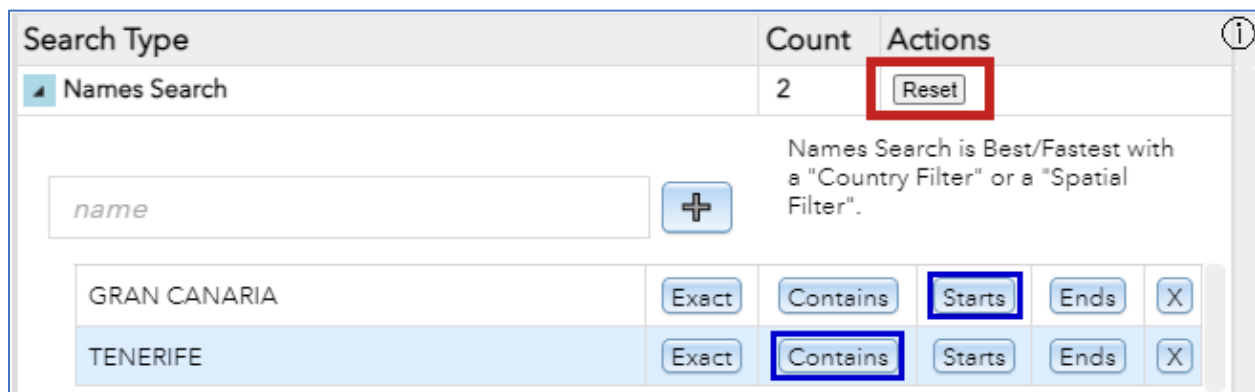 Search Type Count Actions ⓘ
Names Search 2 Reset
Names Search is Best/Fastest with
a "Country Filter" or a "Spatial
Filter".
name
GRAN CANARIA Exact Contains Starts Ends X
TENERIFE Exact Contains Starts Ends X